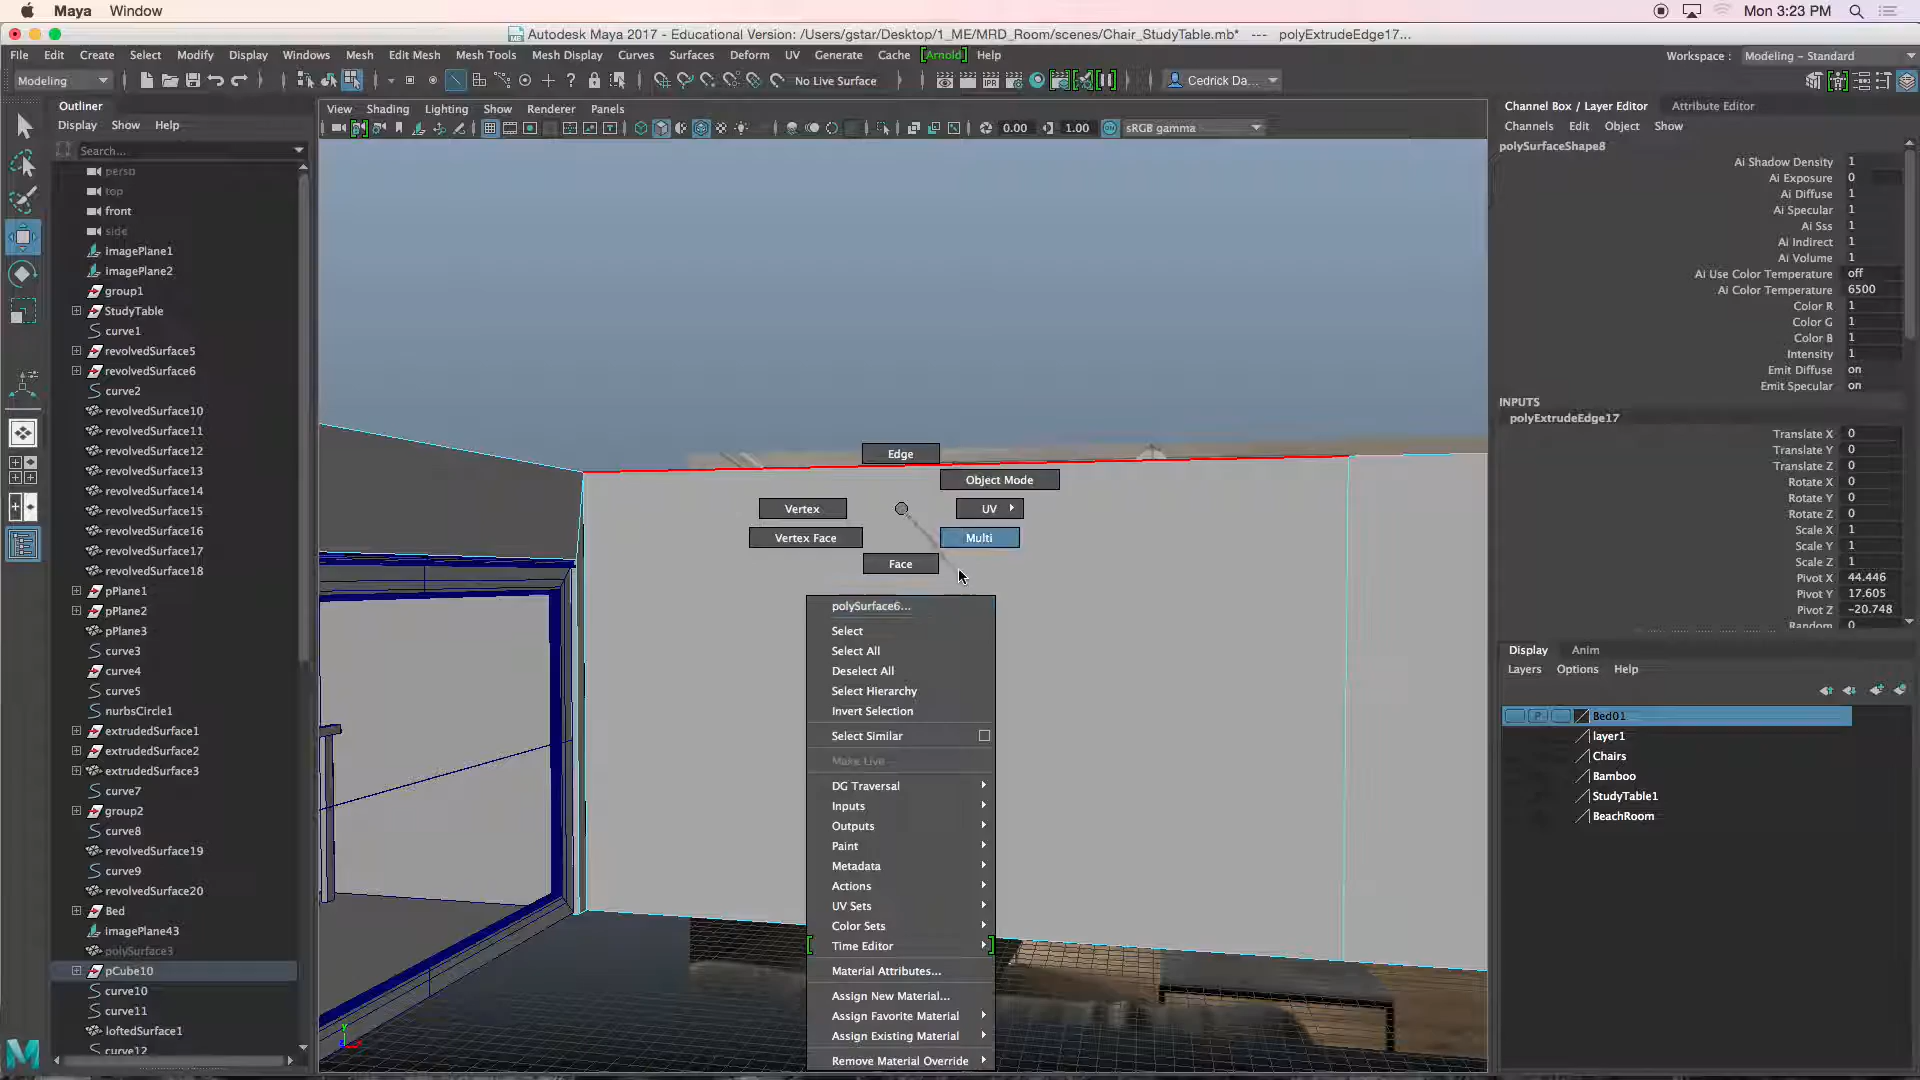 Maya Window Mon 3:23 PM
Autodesk Maya 2017 - Educational Version: /Users/gstar/Desktop/1_ME/MRD_Room/scenes/Chair_StudyTable.mb* --- polyExtrudeEdge17...
File Edit Create Select Modify Display Windows Mesh Edit Mesh Mesh Tools Mesh Display Curves Surfaces Deform UV Generate Cache [Arnold] Help Workspace : Modeling - Standard
Modeling No Live Surface Cedrick Da...
Outliner
Display Show Help
Search...
persp
top
front
side
imagePlane1
imagePlane2
group1
StudyTable
curve1
revolvedSurface5
revolvedSurface6
curve2
revolvedSurface10
revolvedSurface11
revolvedSurface12
revolvedSurface13
revolvedSurface14
revolvedSurface15
revolvedSurface16
revolvedSurface17
revolvedSurface18
pPlane1
pPlane2
pPlane3
curve3
curve4
curve5
nurbsCircle1
extrudedSurface1
extrudedSurface2
extrudedSurface3
curve7
group2
curve8
revolvedSurface19
curve9
revolvedSurface20
Bed
imagePlane43
polySurface3
pCube10
curve10
curve11
loftedSurface1
curve12
View Shading Lighting Show Renderer Panels
0.00 1.00 sRGB gamma
Edge
Object Mode
Vertex UV
Vertex Face Multi
Face
polySurface6...
Select
Select All
Deselect All
Select Hierarchy
Invert Selection
Select Similar
Make Live
DG Traversal
Inputs
Outputs
Paint
Metadata
Actions
UV Sets
Color Sets
Time Editor
Material Attributes...
Assign New Material...
Assign Favorite Material
Assign Existing Material
Remove Material Override
Channel Box / Layer Editor Attribute Editor
Channels Edit Object Show
polySurfaceShape8
Ai Shadow Density 1
Ai Exposure 0
Ai Diffuse 1
Ai Specular 1
Ai Sss 1
Ai Indirect 1
Ai Volume 1
Ai Use Color Temperature off
Ai Color Temperature 6500
Color R 1
Color G 1
Color B 1
Intensity 1
Emit Diffuse on
Emit Specular on
INPUTS
polyExtrudeEdge17
Translate X 0
Translate Y 0
Translate Z 0
Rotate X 0
Rotate Y 0
Rotate Z 0
Scale X 1
Scale Y 1
Scale Z 1
Pivot X 44.446
Pivot Y 17.605
Pivot Z -20.748
Random 0
Display Anim
Layers Options Help
P Bed01
layer1
Chairs
Bamboo
StudyTable1
BeachRoom